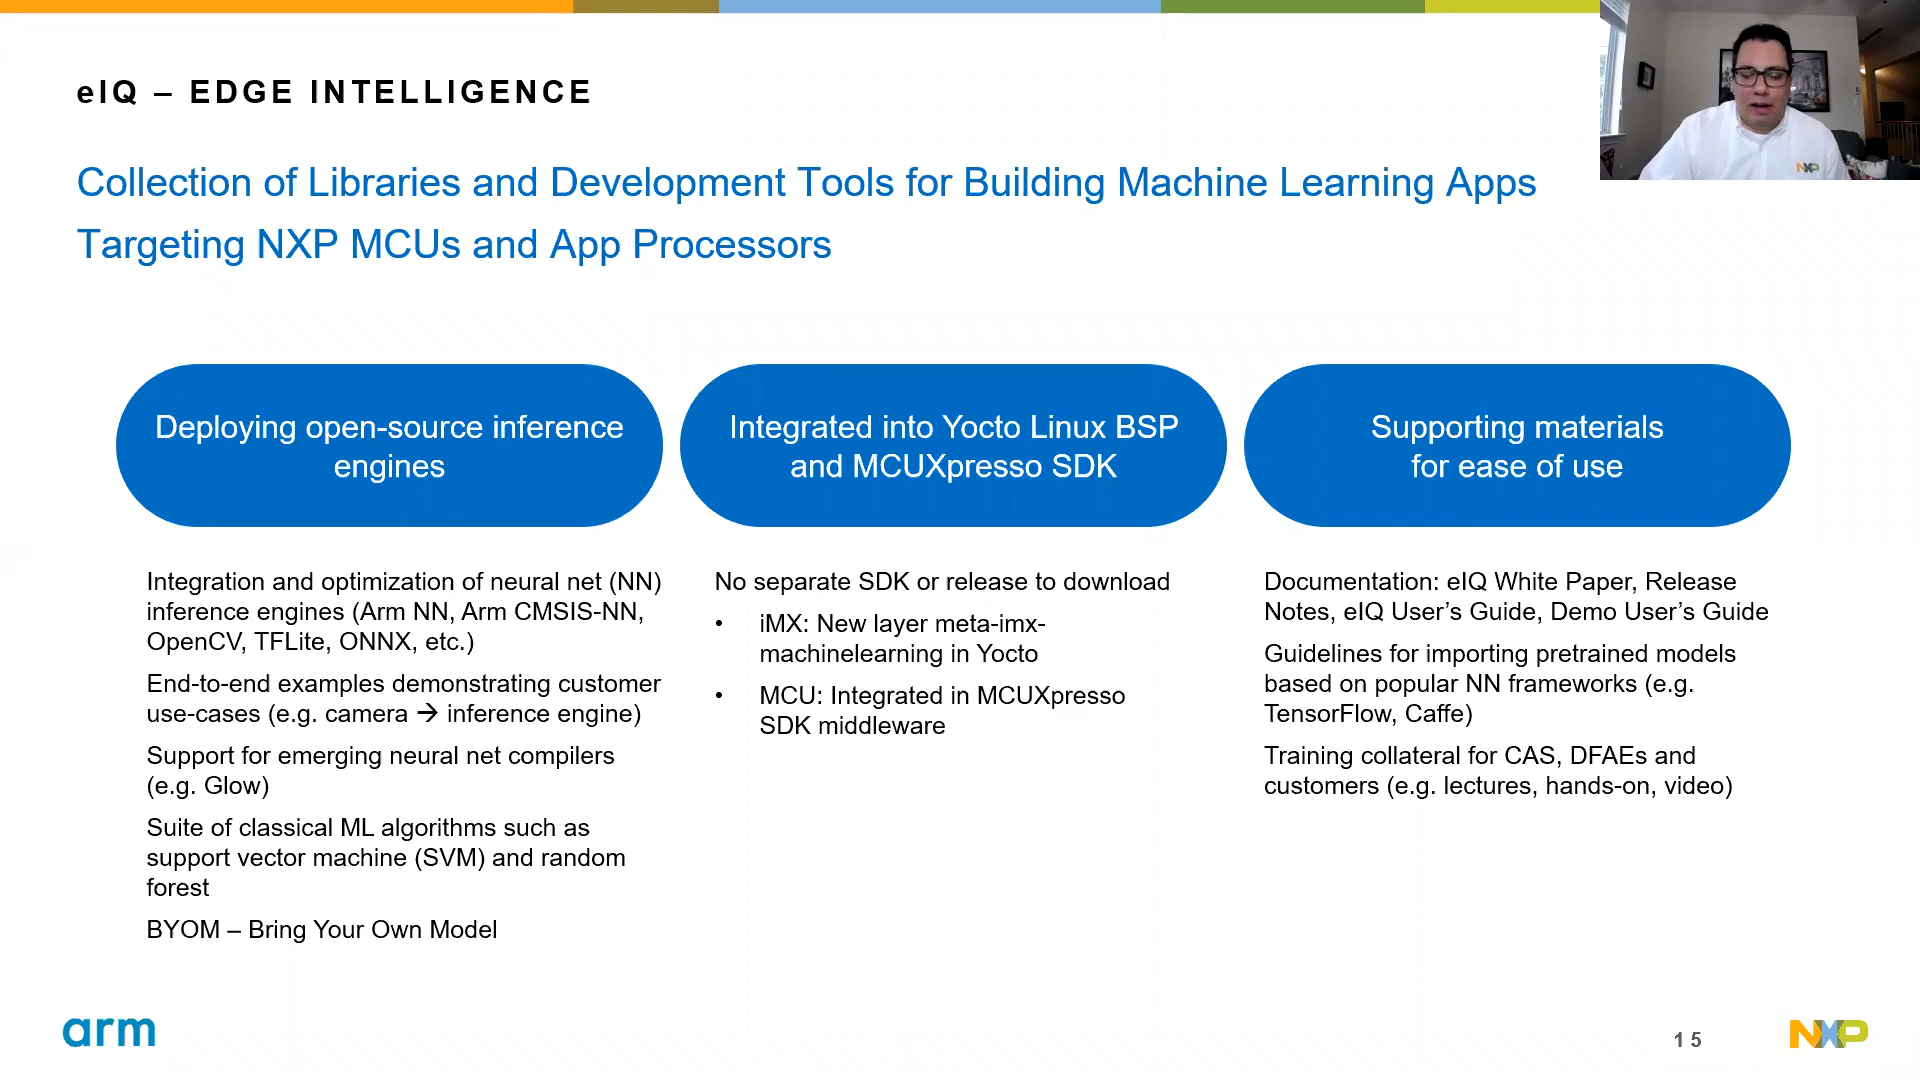 eIQ – EDGE INTELLIGENCE
Collection of Libraries and Development Tools for Building Machine Learning Apps
Targeting NXP MCUs and App Processors
Deploying open-source inference
engines
Integration and optimization of neural net (NN)
inference engines (Arm NN, Arm CMSIS-NN,
OpenCV, TFLite, ONNX, etc.)
End-to-end examples demonstrating customer
use-cases (e.g. camera → inference engine)
Support for emerging neural net compilers
(e.g. Glow)
Suite of classical ML algorithms such as
support vector machine (SVM) and random
forest
BYOM – Bring Your Own Model
Integrated into Yocto Linux BSP
and MCUXpresso SDK
No separate SDK or release to download
• iMX: New layer meta-imx-
machinelearning in Yocto
• MCU: Integrated in MCUXpresso
SDK middleware
Supporting materials
for ease of use
Documentation: eIQ White Paper, Release
Notes, eIQ User’s Guide, Demo User’s Guide
Guidelines for importing pretrained models
based on popular NN frameworks (e.g.
TensorFlow, Caffe)
Training collateral for CAS, DFAEs and
customers (e.g. lectures, hands-on, video)
NXP
arm
15
NXP